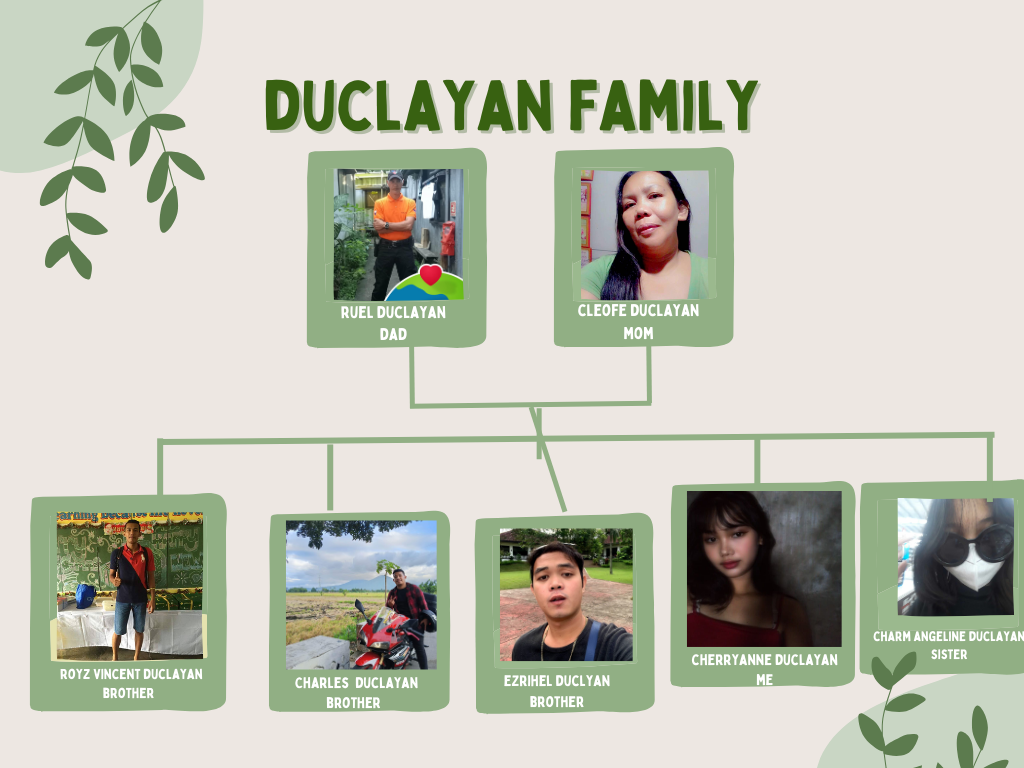 DUCLAYAN FAMILY
RUEL DUCLAYAN
DAD
CLEOFE DUCLAYAN
MOM
ROYZ VINCENT DUCLAYAN
BROTHER
CHARLES DUCLAYAN
BROTHER
EZRIHEL DUCLYAN
BROTHER
CHERRYANNE DUCLAYAN
ME
CHARM ANGELINE DUCLAYAN
SISTER